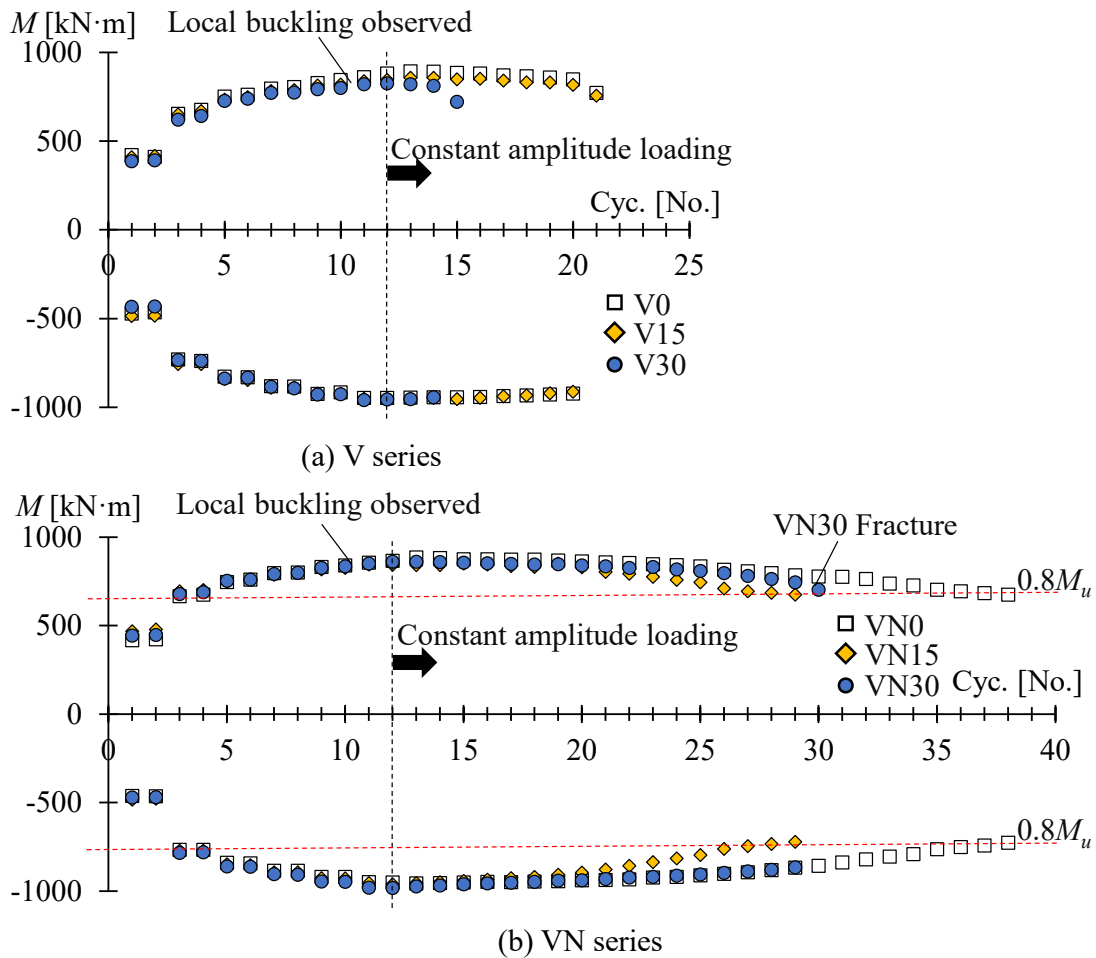 M [kN·m]
Local buckling observed
1000
500
Constant amplitude loading
Cyc. [No.]
0
0 5 10 15 20 25
-500
V0
V15
V30
-1000
(a) V series
M [kN·m]
Local buckling observed
VN30 Fracture
1000
0.8Mu
500
Constant amplitude loading
VN0
VN15
VN30
Cyc. [No.]
0
0 5 10 15 20 25 30 35 40
-500
0.8Mu
-1000
(b) VN series